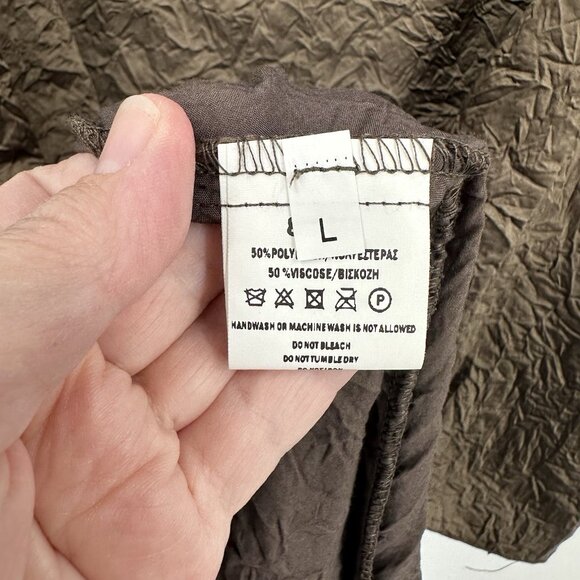 L
50%POLY
50 %VISCOSE/ΒΙΣΚΟΖΗ
P
HANDWASH OR MACHINE WASH IS NOT ALLOWED
DO NOT BLEACH
DO NOT TUMBLE DRY